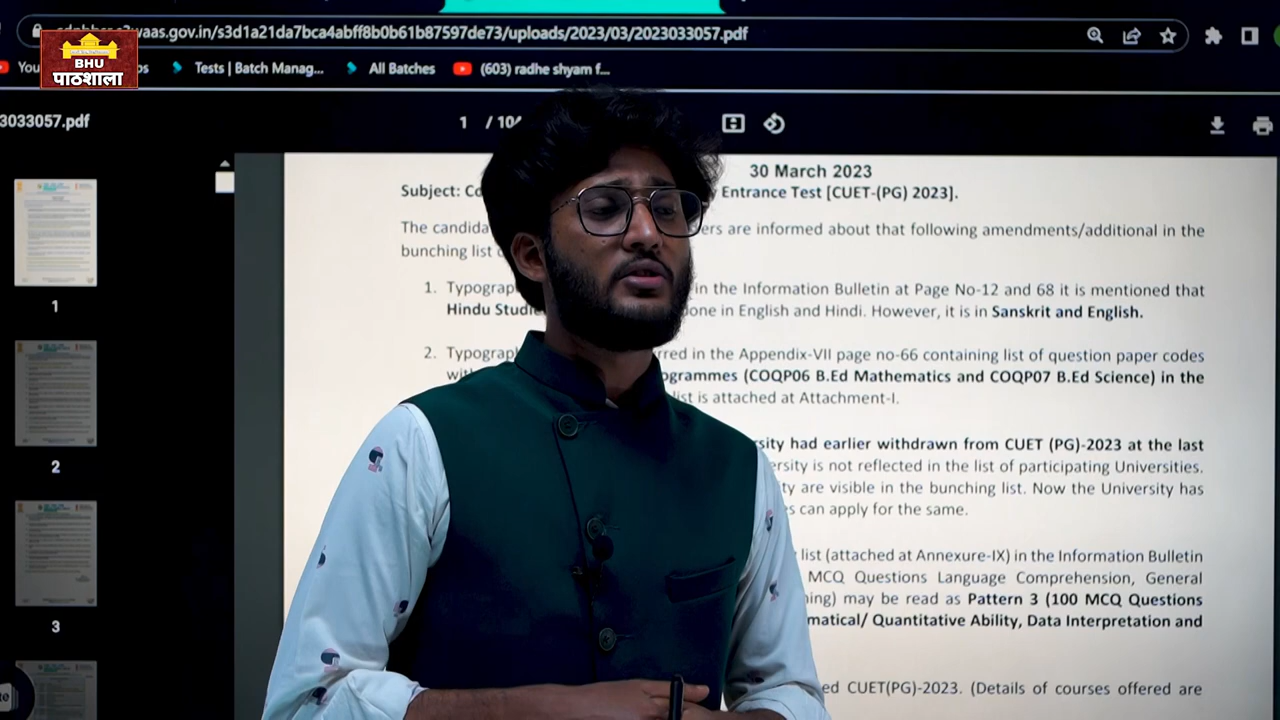 waas.gov.in/s3d1a21da7bca4abff8b0b61b87597de73/uploads/2023/03/2023033057.pdf
BHU
पाठशाला
You
Tests | Batch Manag...
All Batches
(603) radhe shyam f...
3033057.pdf
1 / 104
1
2
3
30 March 2023
Subject: Co Entrance Test [CUET-(PG) 2023].
The candida ers are informed about that following amendments/additional in the
bunching list
1. Typograp in the Information Bulletin at Page No-12 and 68 it is mentioned that
Hindu Studie one in English and Hindi. However, it is in Sanskrit and English.
2. Typograph rred in the Appendix-VII page no-66 containing list of question paper codes
with ogrammes (COQP06 B.Ed Mathematics and COQP07 B.Ed Science) in the
list is attached at Attachment-I.
sity had earlier withdrawn from CUET (PG)-2023 at the last
ersity is not reflected in the list of participating Universities.
ty are visible in the bunching list. Now the University has
s can apply for the same.
list (attached at Annexure-IX) in the Information Bulletin
MCQ Questions Language Comprehension, General
ing) may be read as Pattern 3 (100 MCQ Questions
matical/ Quantitative Ability, Data Interpretation and
ed CUET(PG)-2023. (Details of courses offered are